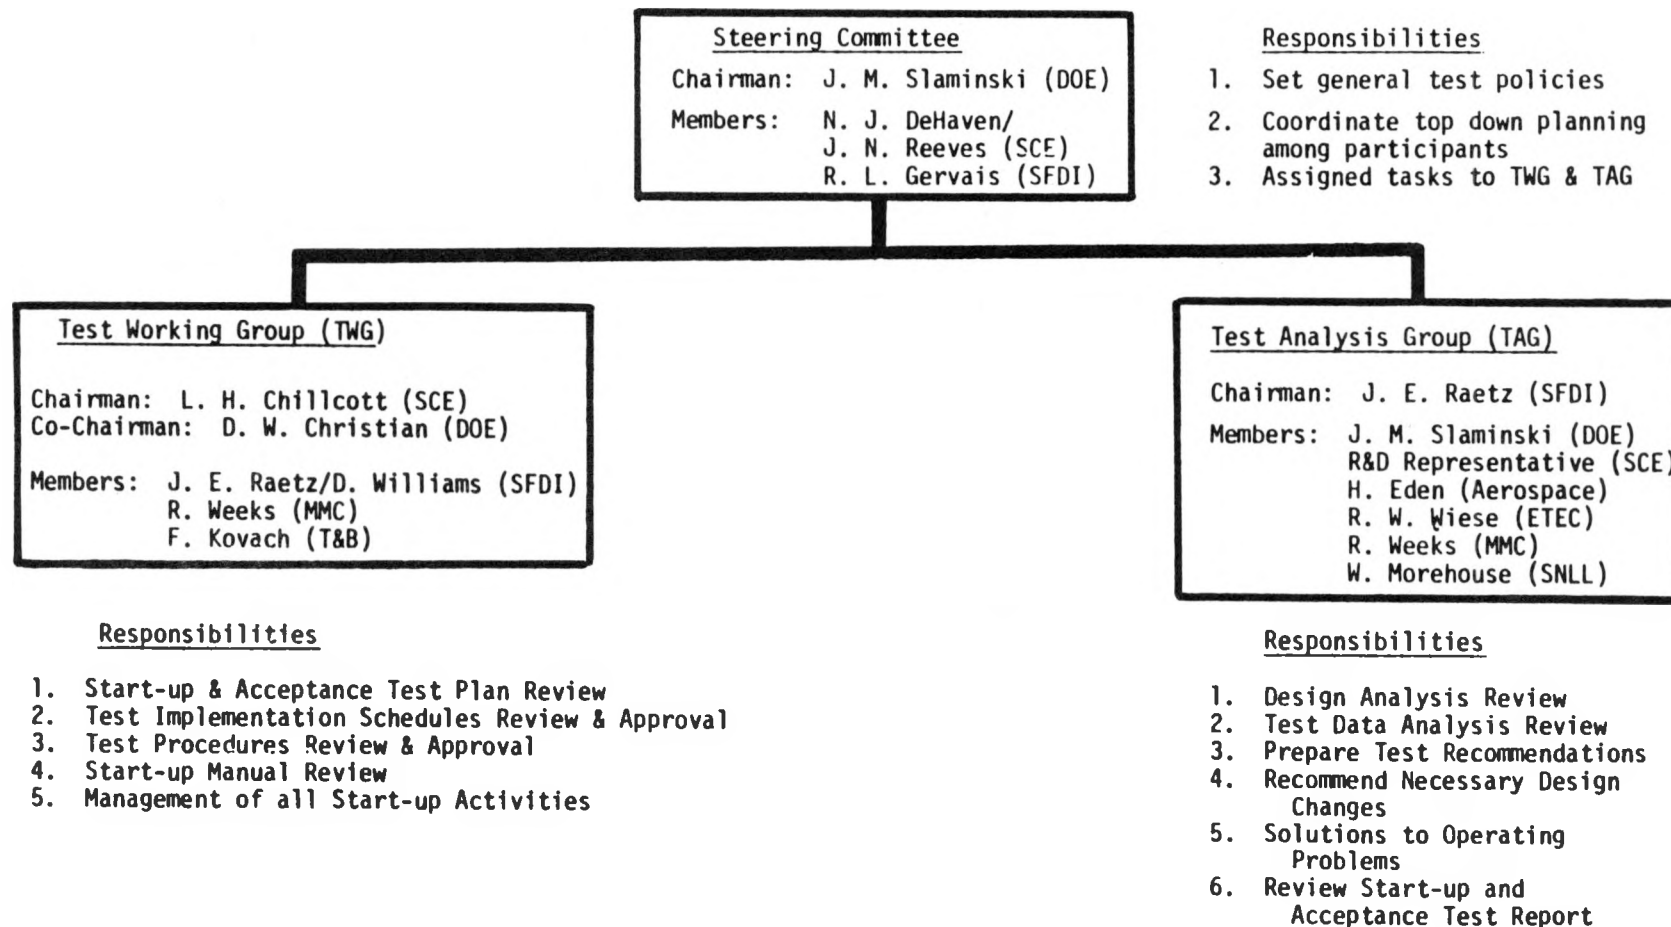 Steering Committee
Chairman: J. M. Slaminski (DOE)
Members: N. J. DeHaven/
J. N. Reeves (SCE)
R. L. Gervais (SFDI)
Responsibilities
1. Set general test policies
2. Coordinate top down planning
among participants
3. Assigned tasks to TWG & TAG
Test Working Group (TWG)
Chairman: L. H. Chillcott (SCE)
Co-Chairman: D. W. Christian (DOE)
Members: J. E. Raetz/D. Williams (SFDI)
R. Weeks (MMC)
F. Kovach (T&B)
Responsibilities
1. Start-up & Acceptance Test Plan Review
2. Test Implementation Schedules Review & Approval
3. Test Procedures Review & Approval
4. Start-up Manual Review
5. Management of all Start-up Activities
Test Analysis Group (TAG)
Chairman: J. E. Raetz (SFDI)
Members: J. M. Slaminski (DOE)
R&D Representative (SCE)
H. Eden (Aerospace)
R. W. Wiese (ETEC)
R. Weeks (MMC)
W. Morehouse (SNLL)
Responsibilities
1. Design Analysis Review
2. Test Data Analysis Review
3. Prepare Test Recommendations
4. Recommend Necessary Design
Changes
5. Solutions to Operating
Problems
6. Review Start-up and
Acceptance Test Report